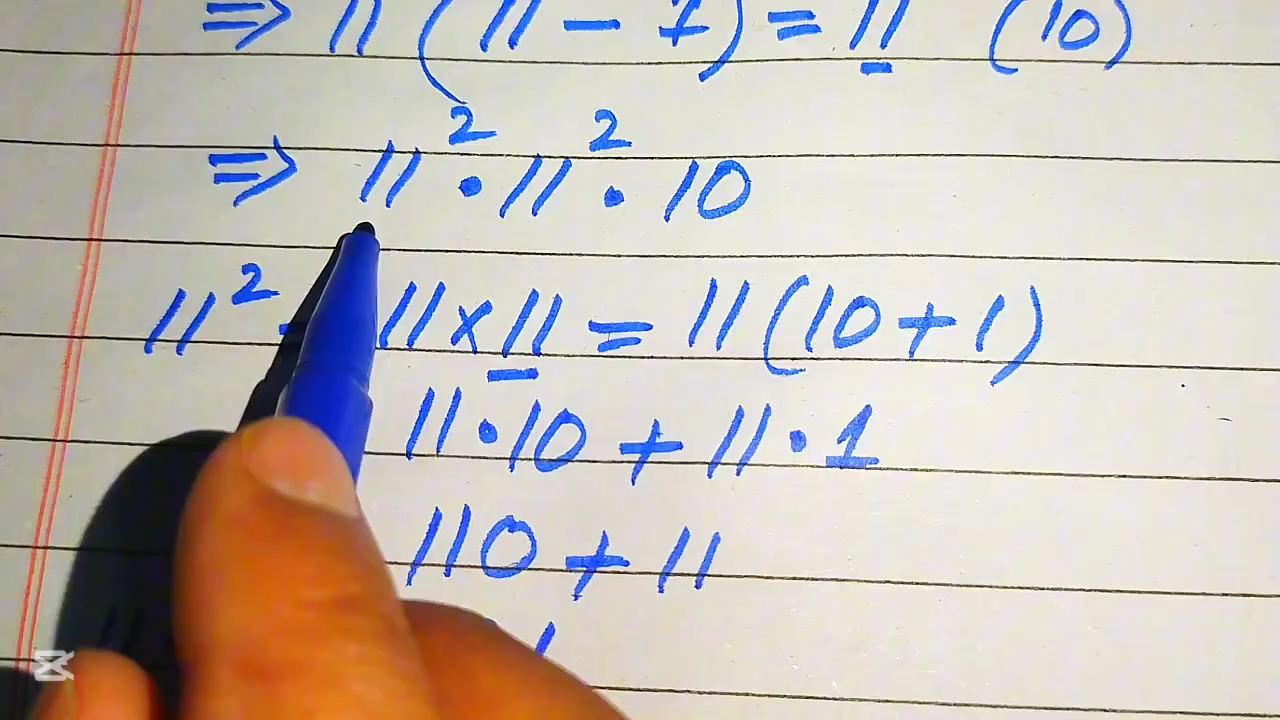 ⇒ 11 (11 - 1) = 11 (10)
⇒ 11² · 11² · 10
11² 11 x 11 = 11 (10 + 1)
11 · 10 + 11 · 1
110 + 11